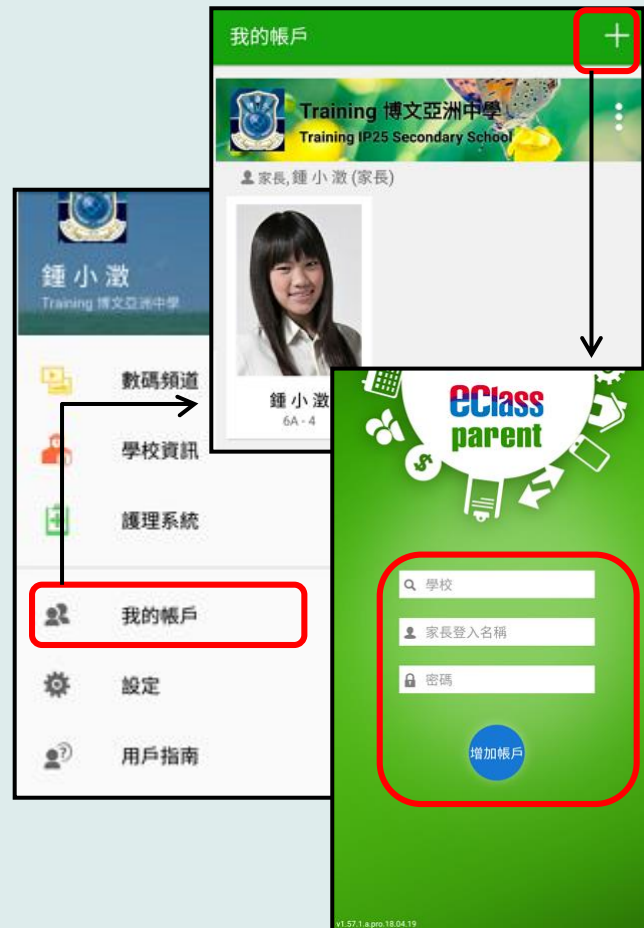 我的帳戶
Training 博文亞洲中學
Training IP25 Secondary School
家長, 鍾 小 澂 (家長)
鍾 小 澂
6A - 4
鍾 小 澂
Training 博文亞洲中學
數碼頻道
學校資訊
護理系統
我的帳戶
設定
用戶指南
eClass
parent
學校
家長登入名稱
密碼
增加帳戶
v1.57.1.a.pro.18.04.19